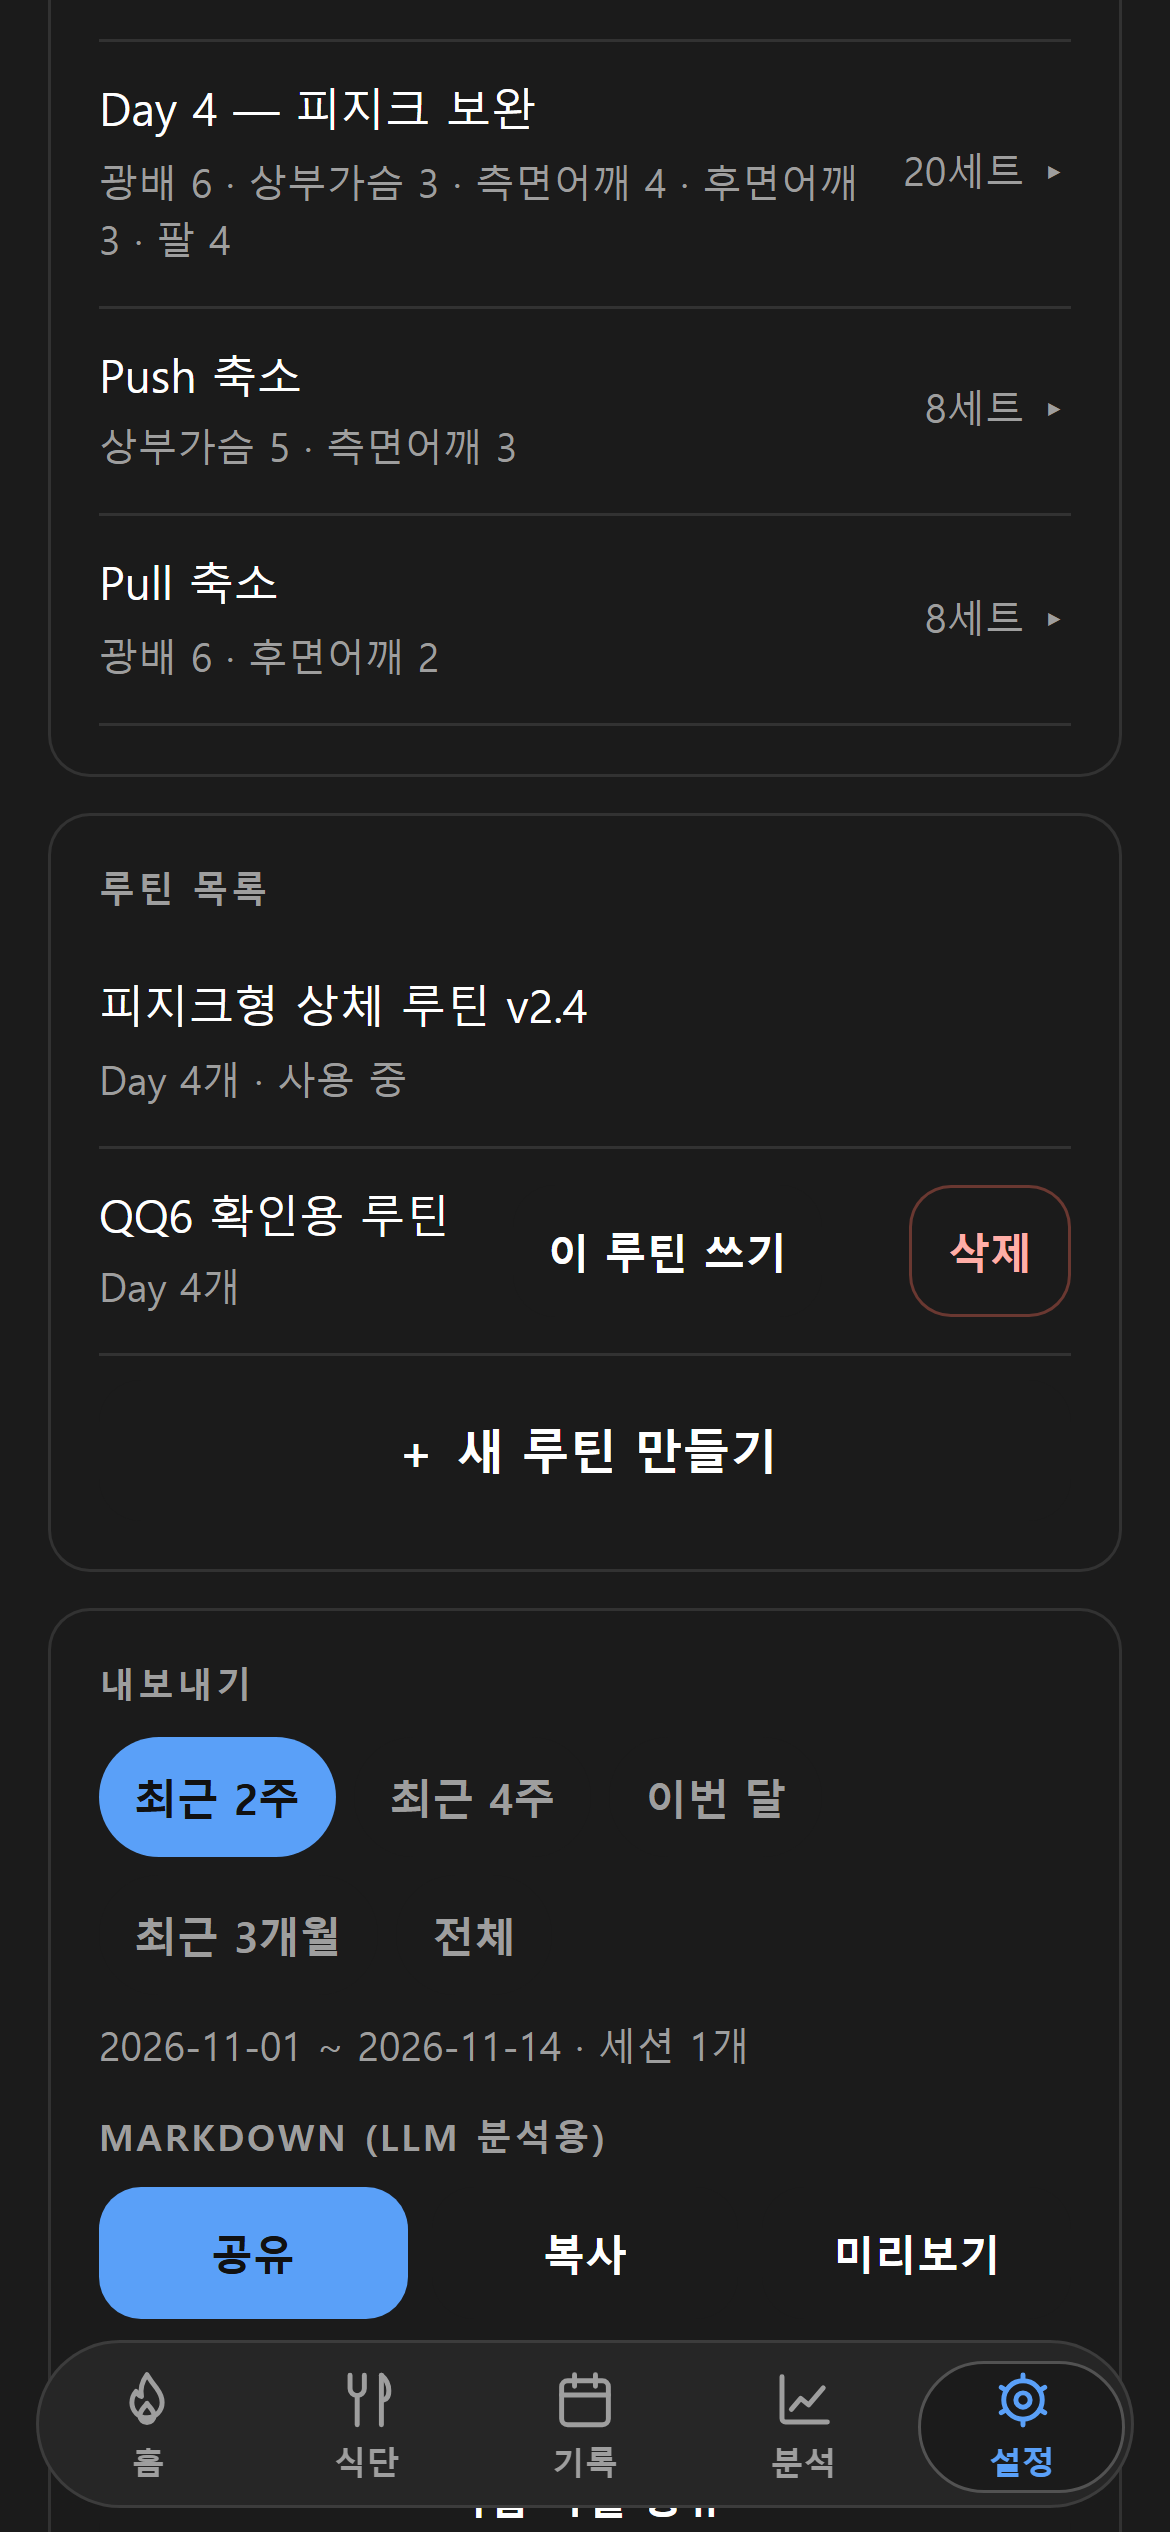 Day 4 — 피지크 보완
광배 6 · 상부가슴 3 · 측면어깨 4 · 후면어깨
3 · 팔 4
20세트 ▸
Push 축소
상부가슴 5 · 측면어깨 3
8세트 ▸
Pull 축소
광배 6 · 후면어깨 2
8세트 ▸
루틴 목록
피지크형 상체 루틴 v2.4
Day 4개 · 사용 중
QQ6 확인용 루틴
Day 4개
이 루틴 쓰기
삭제
+ 새 루틴 만들기
내보내기
최근 2주
최근 4주
이번 달
최근 3개월
전체
2026-11-01 ~ 2026-11-14 · 세션 1개
MARKDOWN (LLM 분석용)
공유
복사
미리보기
홈
식단
기록
분석
설정